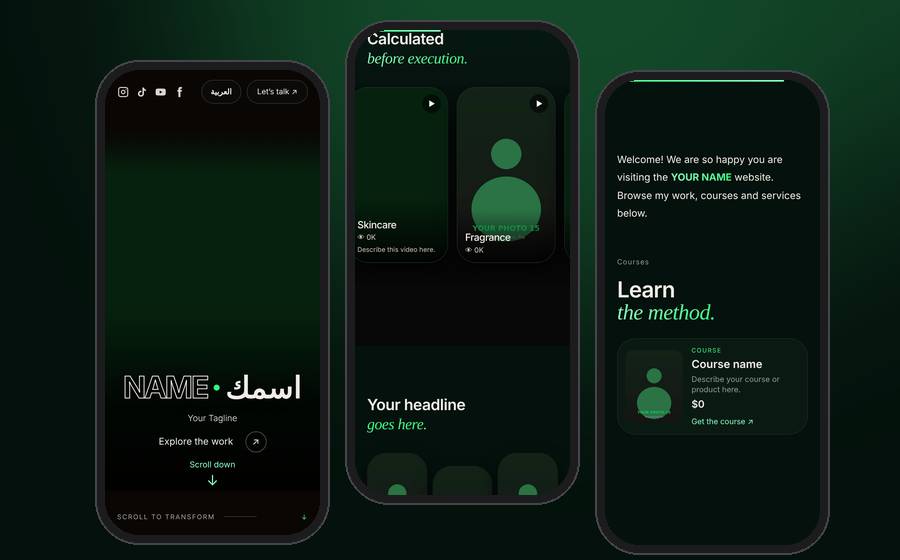 العربية
Let's talk ↗
NAME • اسمك
Your Tagline
Explore the work ↗
Scroll down
↓
SCROLL TO TRANSFORM
Calculated
before execution.
Skincare
0K
Describe this video here.
YOUR PHOTO 15
Fragrance
0K
Your headline
goes here.
Welcome! We are so happy you are
visiting the YOUR NAME website.
Browse my work, courses and services
below.
Courses
Learn
the method.
COURSE
Course name
Describe your course or
product here.
$0
Get the course ↗